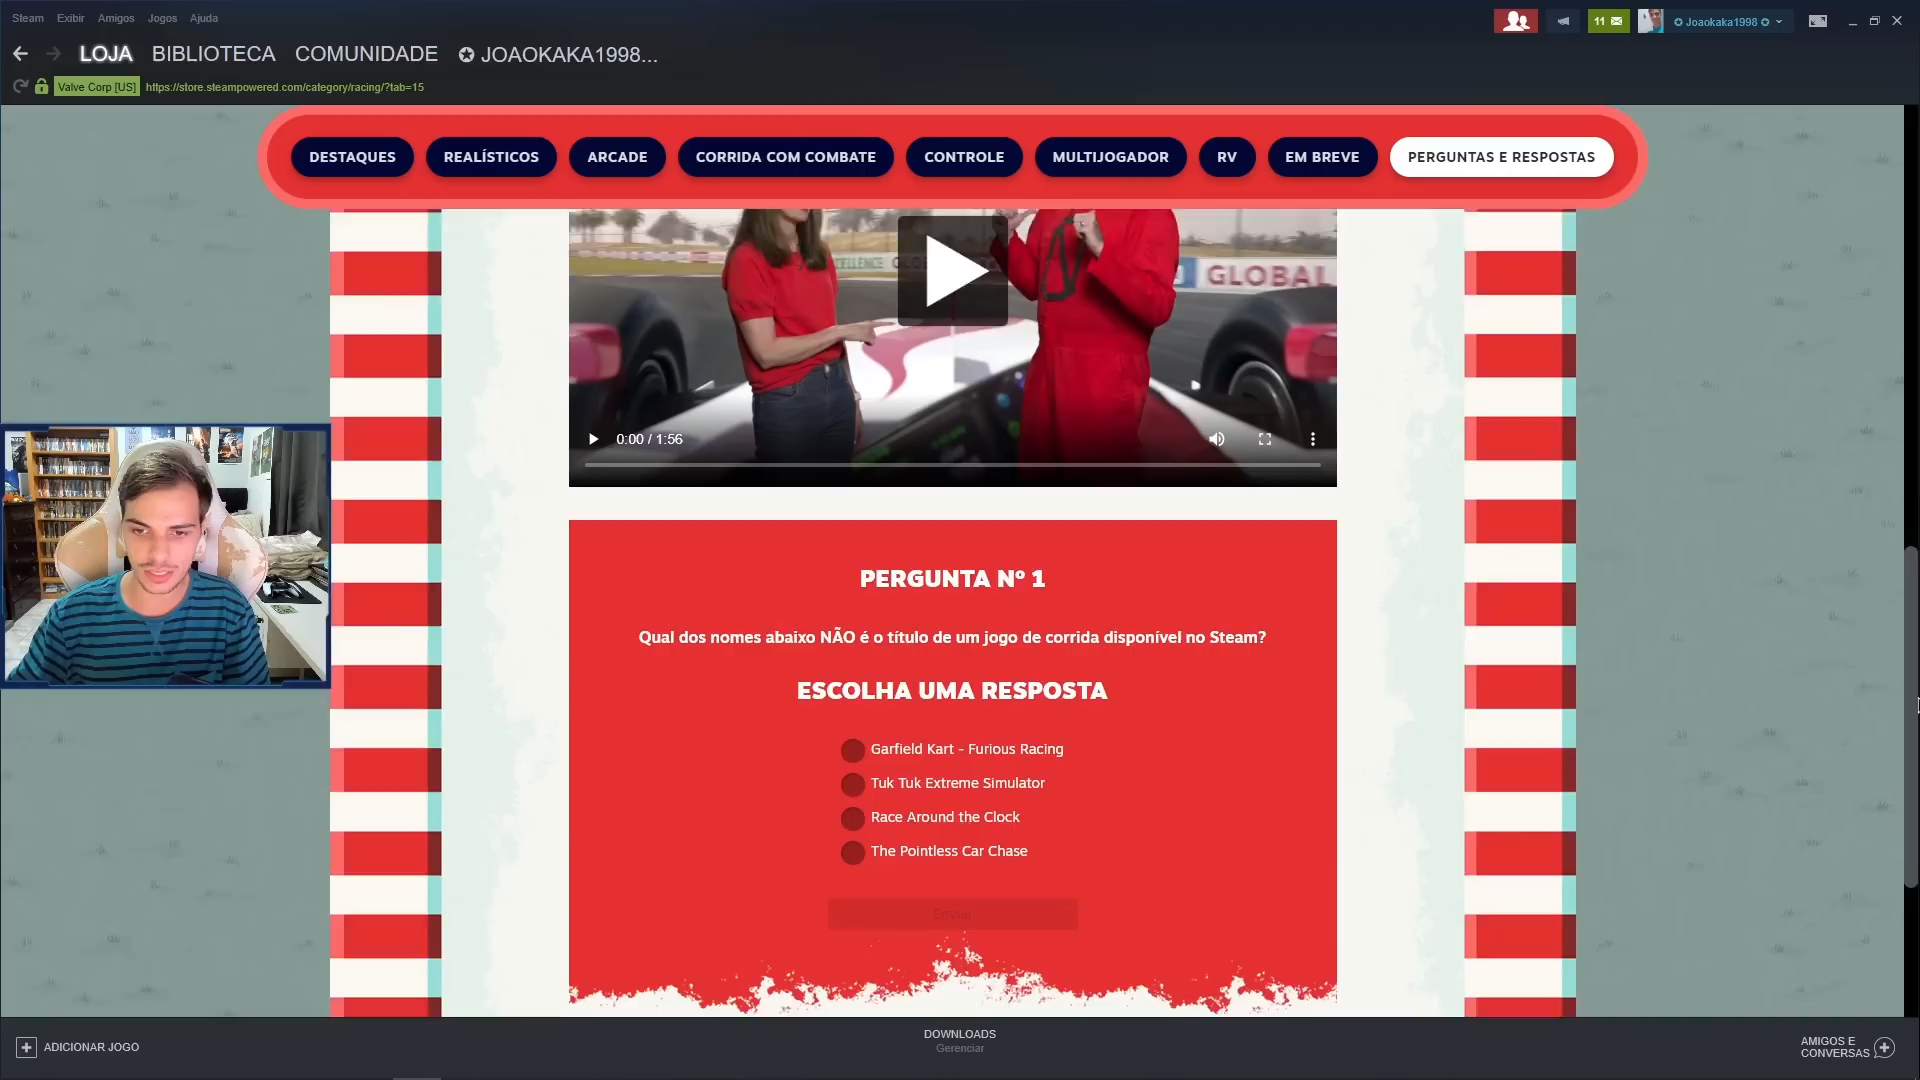 Steam Exibir Amigos Jogos Ajuda
11 Joaokaka1998
LOJA BIBLIOTECA COMUNIDADE JOAOKAKA1998...
Valve Corp [US] https://store.steampowered.com/category/racing/?tab=15
DESTAQUES REALÍSTICOS ARCADE CORRIDA COM COMBATE CONTROLE MULTIJOGADOR RV EM BREVE PERGUNTAS E RESPOSTAS
GLOBAL
0:00 / 1:56
PERGUNTA Nº 1
Qual dos nomes abaixo NÃO é o título de um jogo de corrida disponível no Steam?
ESCOLHA UMA RESPOSTA
Garfield Kart - Furious Racing
Tuk Tuk Extreme Simulator
Race Around the Clock
The Pointless Car Chase
Enviar
ADICIONAR JOGO
DOWNLOADS
Gerenciar
AMIGOS E
CONVERSAS